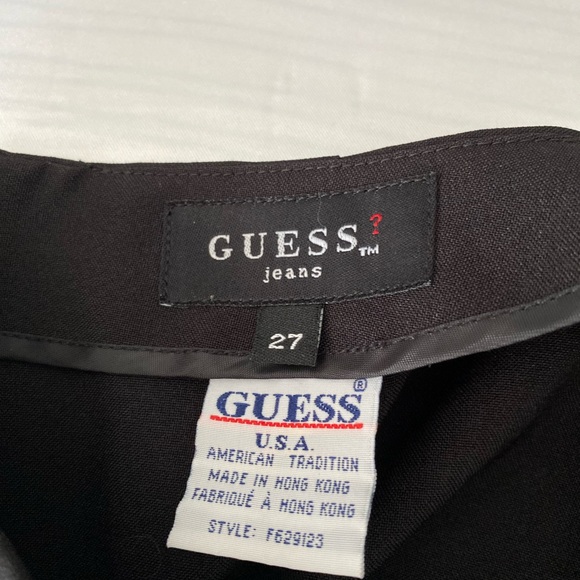 GUESS?™
jeans
27
GUESS®
U.S.A.
AMERICAN TRADITION
MADE IN HONG KONG
FABRIQUÉ À HONG KONG
STYLE: F629123